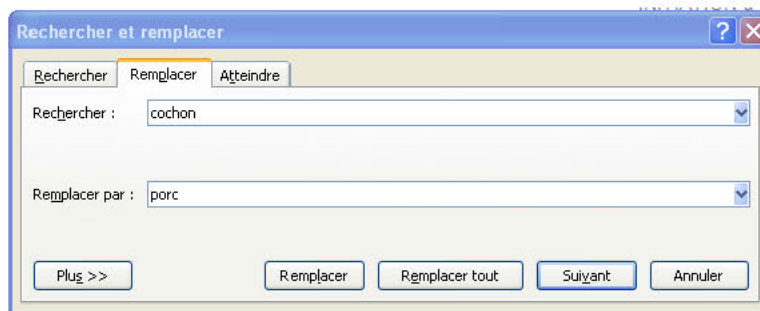 Rechercher et remplacer
Rechercher Remplacer Atteindre
Rechercher : cochon
Remplacer par : porc
Plus >> Remplacer Remplacer tout Suivant Annuler